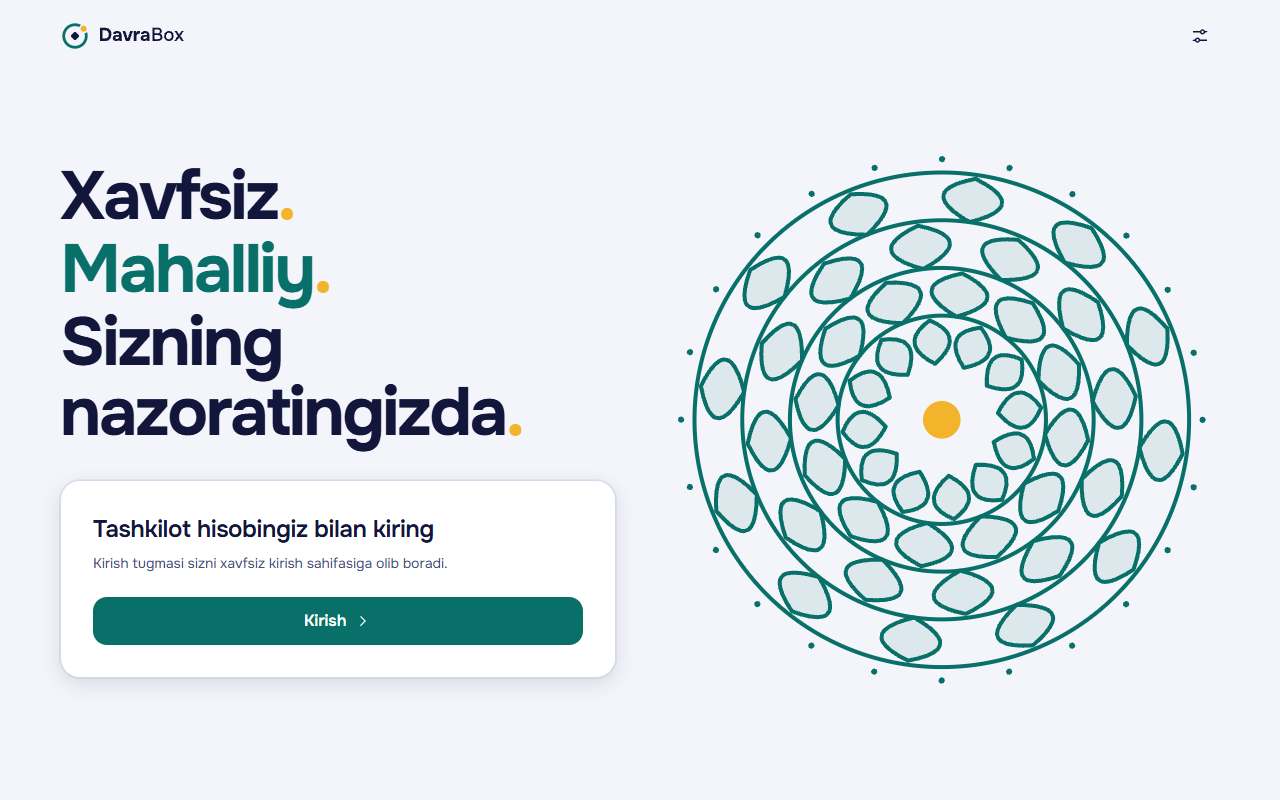 DavraBox
Xavfsiz.
Mahalliy.
Sizning
nazoratingizda.
Tashkilot hisobingiz bilan kiring
Kirish tugmasi sizni xavfsiz kirish sahifasiga olib boradi.
Kirish